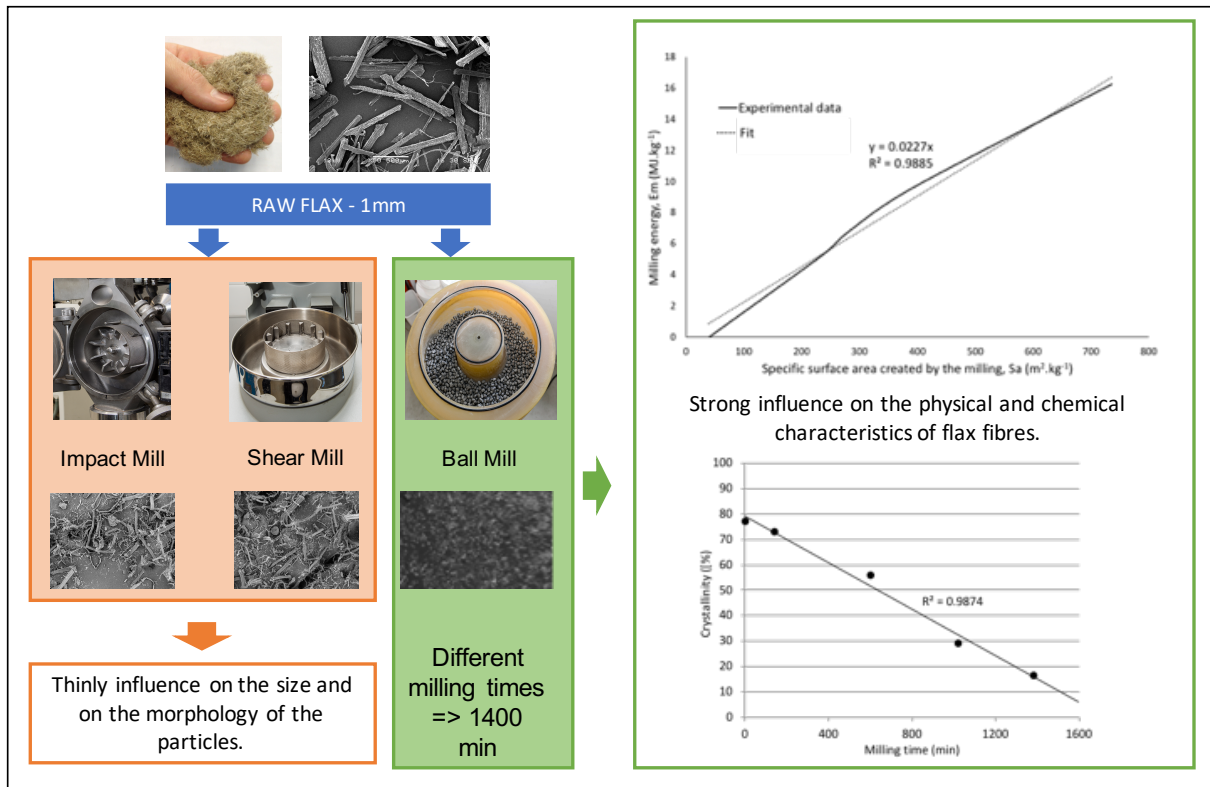 RAW FLAX - 1mm
Impact Mill
Shear Mill
Ball Mill
Thinly influence on the size and
on the morphology of the
particles.
Different
milling times
=> 1400
min
18
16
14
12
10
8
6
4
2
0
Milling energy, Em (MJ.kg⁻¹)
Experimental data
Fit
y = 0.0227x
R² = 0.9885
0 100 200 300 400 500 600 700 800
Specific surface area created by the milling, Sa (m².kg⁻¹)
Strong influence on the physical and chemical
characteristics of flax fibres.
100
90
80
70
60
50
40
30
20
10
0
Crystallinity ([%)
R² = 0.9874
0 400 800 1200 1600
Milling time (min)